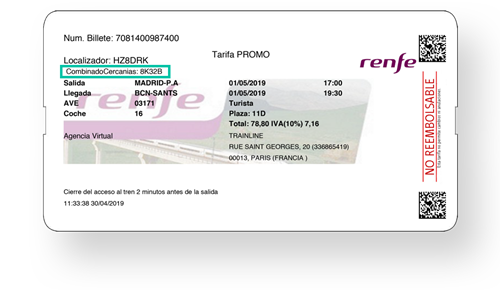 Num. Billete: 7081400987400
Tarifa PROMO
renfe
Localizador: HZ8DRK
CombinadoCercanias: 8K32B
Salida MADRID-P.A 01/05/2019 17:00
Llegada BCN-SANTS 01/05/2019 19:30
AVE 03171 Turista
Coche 16 Plaza: 11D
Total: 78,80 IVA(10%) 7,16
Agencia Virtual TRAINLINE
RUE SAINT GEORGES, 20 (336865419)
00013, PARIS (FRANCIA )
Cierre del acceso al tren 2 minutos antes de la salida
11:33:38 30/04/2019
NO REEMBOLSABLE
renfe